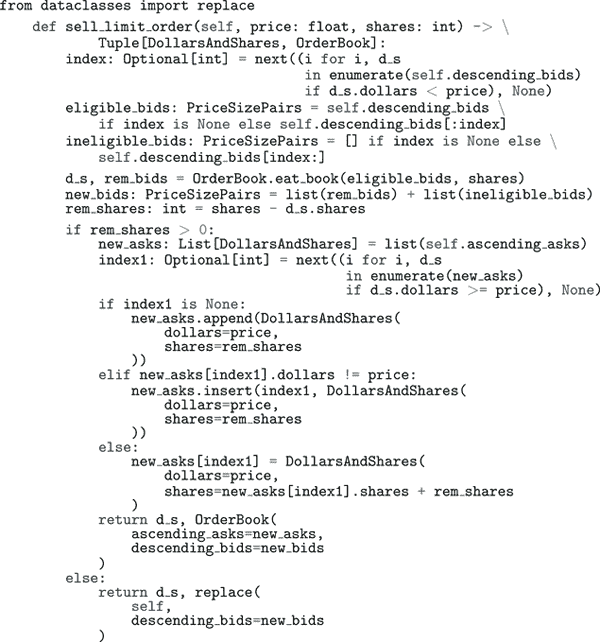 from dataclasses import replace
    def sell_limit_order(self, price: float, shares: int) -> \
            Tuple[DollarsAndShares, OrderBook]:
        index: Optional[int] = next((i for i, d_s
                                     in enumerate(self.descending_bids)
                                     if d_s.dollars < price), None)
        eligible_bids: PriceSizePairs = self.descending_bids \
            if index is None else self.descending_bids[:index]
        ineligible_bids: PriceSizePairs = [] if index is None else \
            self.descending_bids[index:]
        d_s, rem_bids = OrderBook.eat_book(eligible_bids, shares)
        new_bids: PriceSizePairs = list(rem_bids) + list(ineligible_bids)
        rem_shares: int = shares - d_s.shares
        if rem_shares > 0:
            new_asks: List[DollarsAndShares] = list(self.ascending_asks)
            index1: Optional[int] = next((i for i, d_s
                                          in enumerate(new_asks)
                                          if d_s.dollars >= price), None)
            if index1 is None:
                new_asks.append(DollarsAndShares(
                    dollars=price,
                    shares=rem_shares
                ))
            elif new_asks[index1].dollars != price:
                new_asks.insert(index1, DollarsAndShares(
                    dollars=price,
                    shares=rem_shares
                ))
            else:
                new_asks[index1] = DollarsAndShares(
                    dollars=price,
                    shares=new_asks[index1].shares + rem_shares
                )
            return d_s, OrderBook(
                ascending_asks=new_asks,
                descending_bids=new_bids
            )
        else:
            return d_s, replace(
                self,
                descending_bids=new_bids
            )